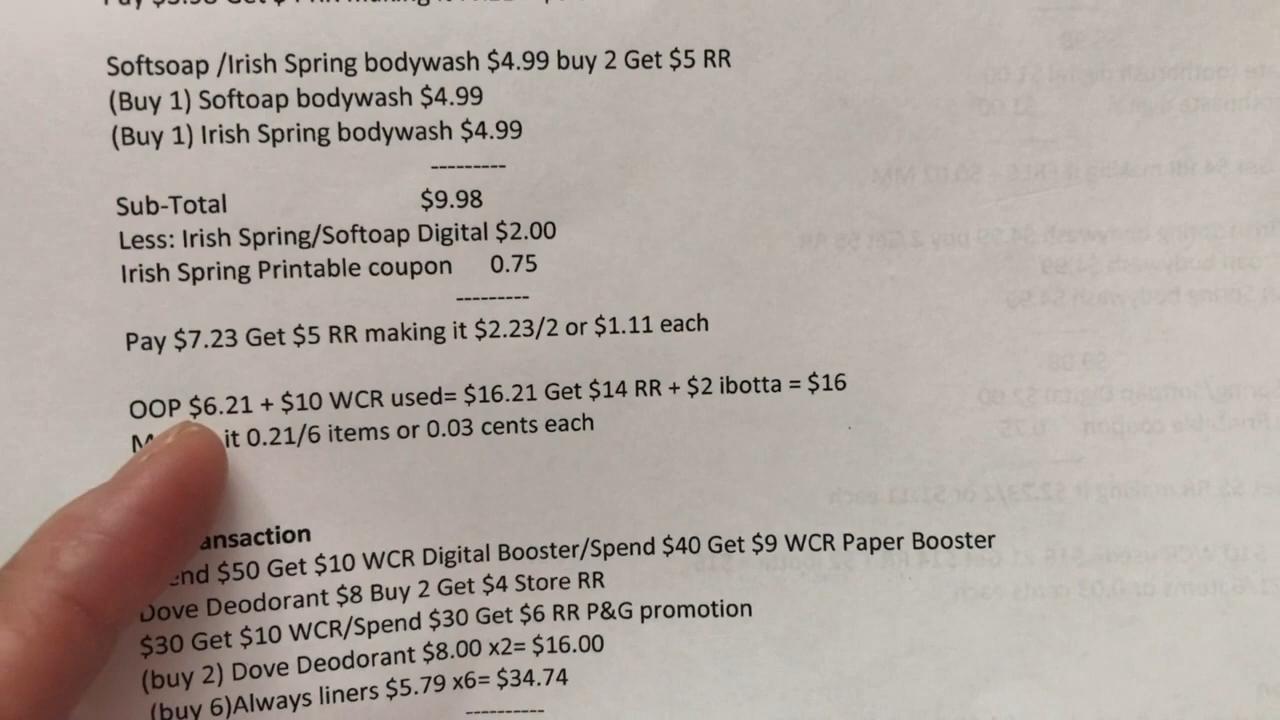 Softsoap /Irish Spring bodywash $4.99 buy 2 Get $5 RR
(Buy 1) Softoap bodywash $4.99
(Buy 1) Irish Spring bodywash $4.99
---------
Sub-Total $9.98
Less: Irish Spring/Softoap Digital $2.00
Irish Spring Printable coupon 0.75
---------
Pay $7.23 Get $5 RR making it $2.23/2 or $1.11 each
OOP $6.21 + $10 WCR used= $16.21 Get $14 RR + $2 ibotta = $16
it 0.21/6 items or 0.03 cents each
ansaction
end $50 Get $10 WCR Digital Booster/Spend $40 Get $9 WCR Paper Booster
Dove Deodorant $8 Buy 2 Get $4 Store RR
$30 Get $10 WCR/Spend $30 Get $6 RR P&G promotion
(buy 2) Dove Deodorant $8.00 x2= $16.00
(buy 6)Always liners $5.79 x6= $34.74
----------